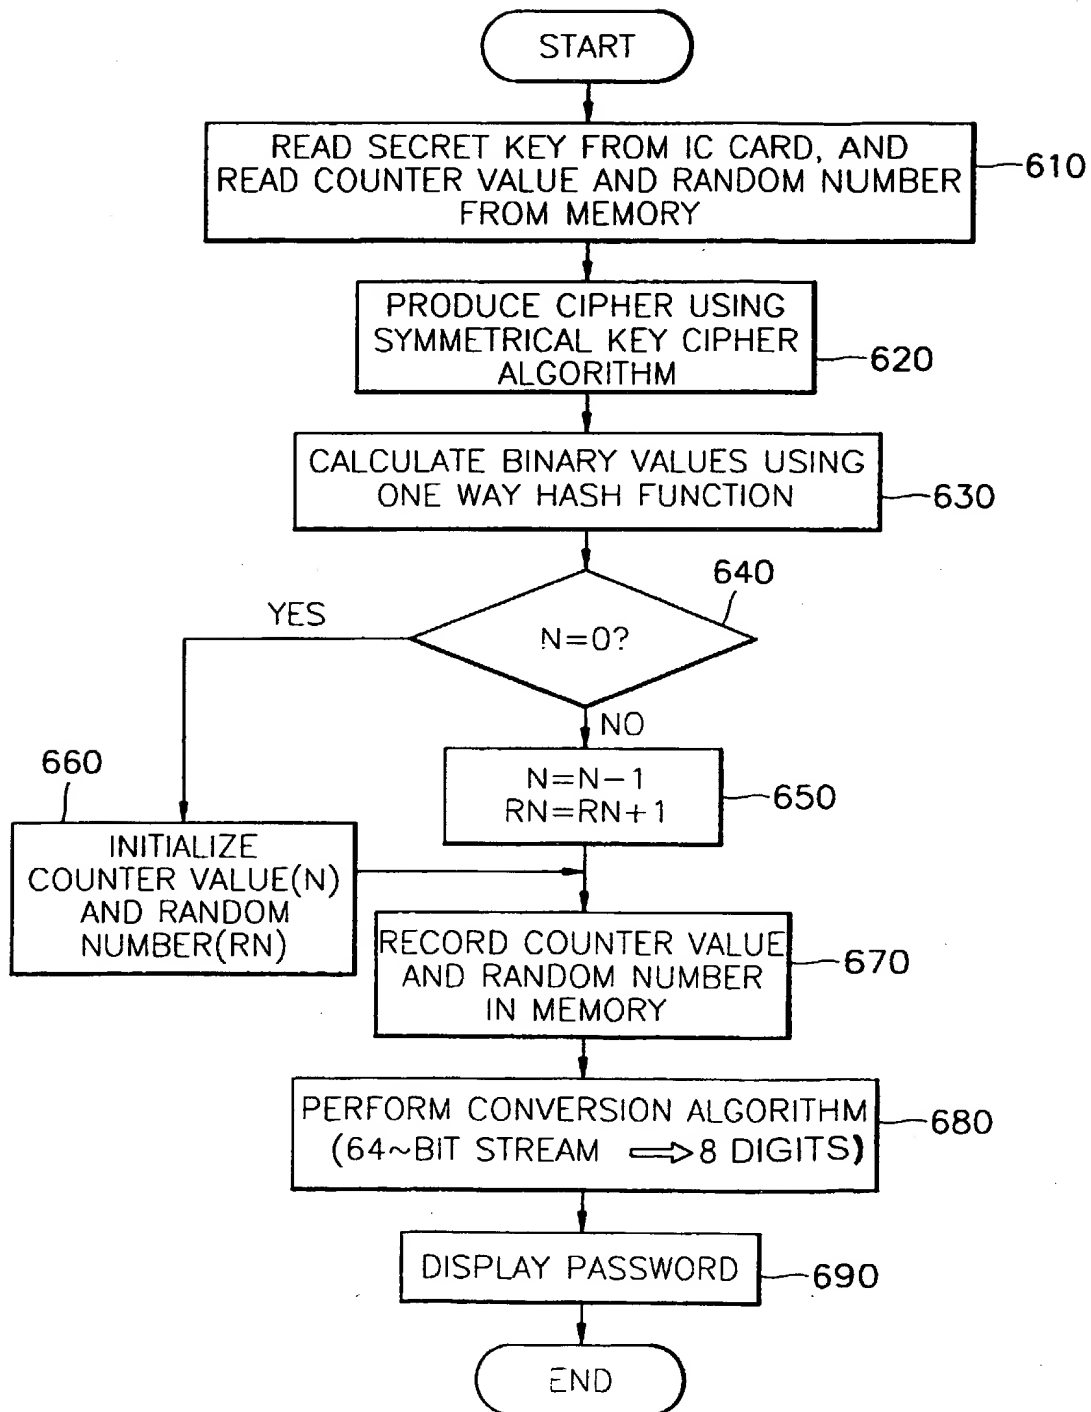 START
READ SECRET KEY FROM IC CARD, AND
READ COUNTER VALUE AND RANDOM NUMBER
FROM MEMORY
610
PRODUCE CIPHER USING
SYMMETRICAL KEY CIPHER
ALGORITHM
620
CALCULATE BINARY VALUES USING
ONE WAY HASH FUNCTION
630
640
YES
N=0?
NO
660
N=N-1
RN=RN+1
650
INITIALIZE
COUNTER VALUE(N)
AND RANDOM
NUMBER(RN)
RECORD COUNTER VALUE
AND RANDOM NUMBER
IN MEMORY
670
PERFORM CONVERSION ALGORITHM
(64~BIT STREAM ⇒ 8 DIGITS)
680
DISPLAY PASSWORD
690
END